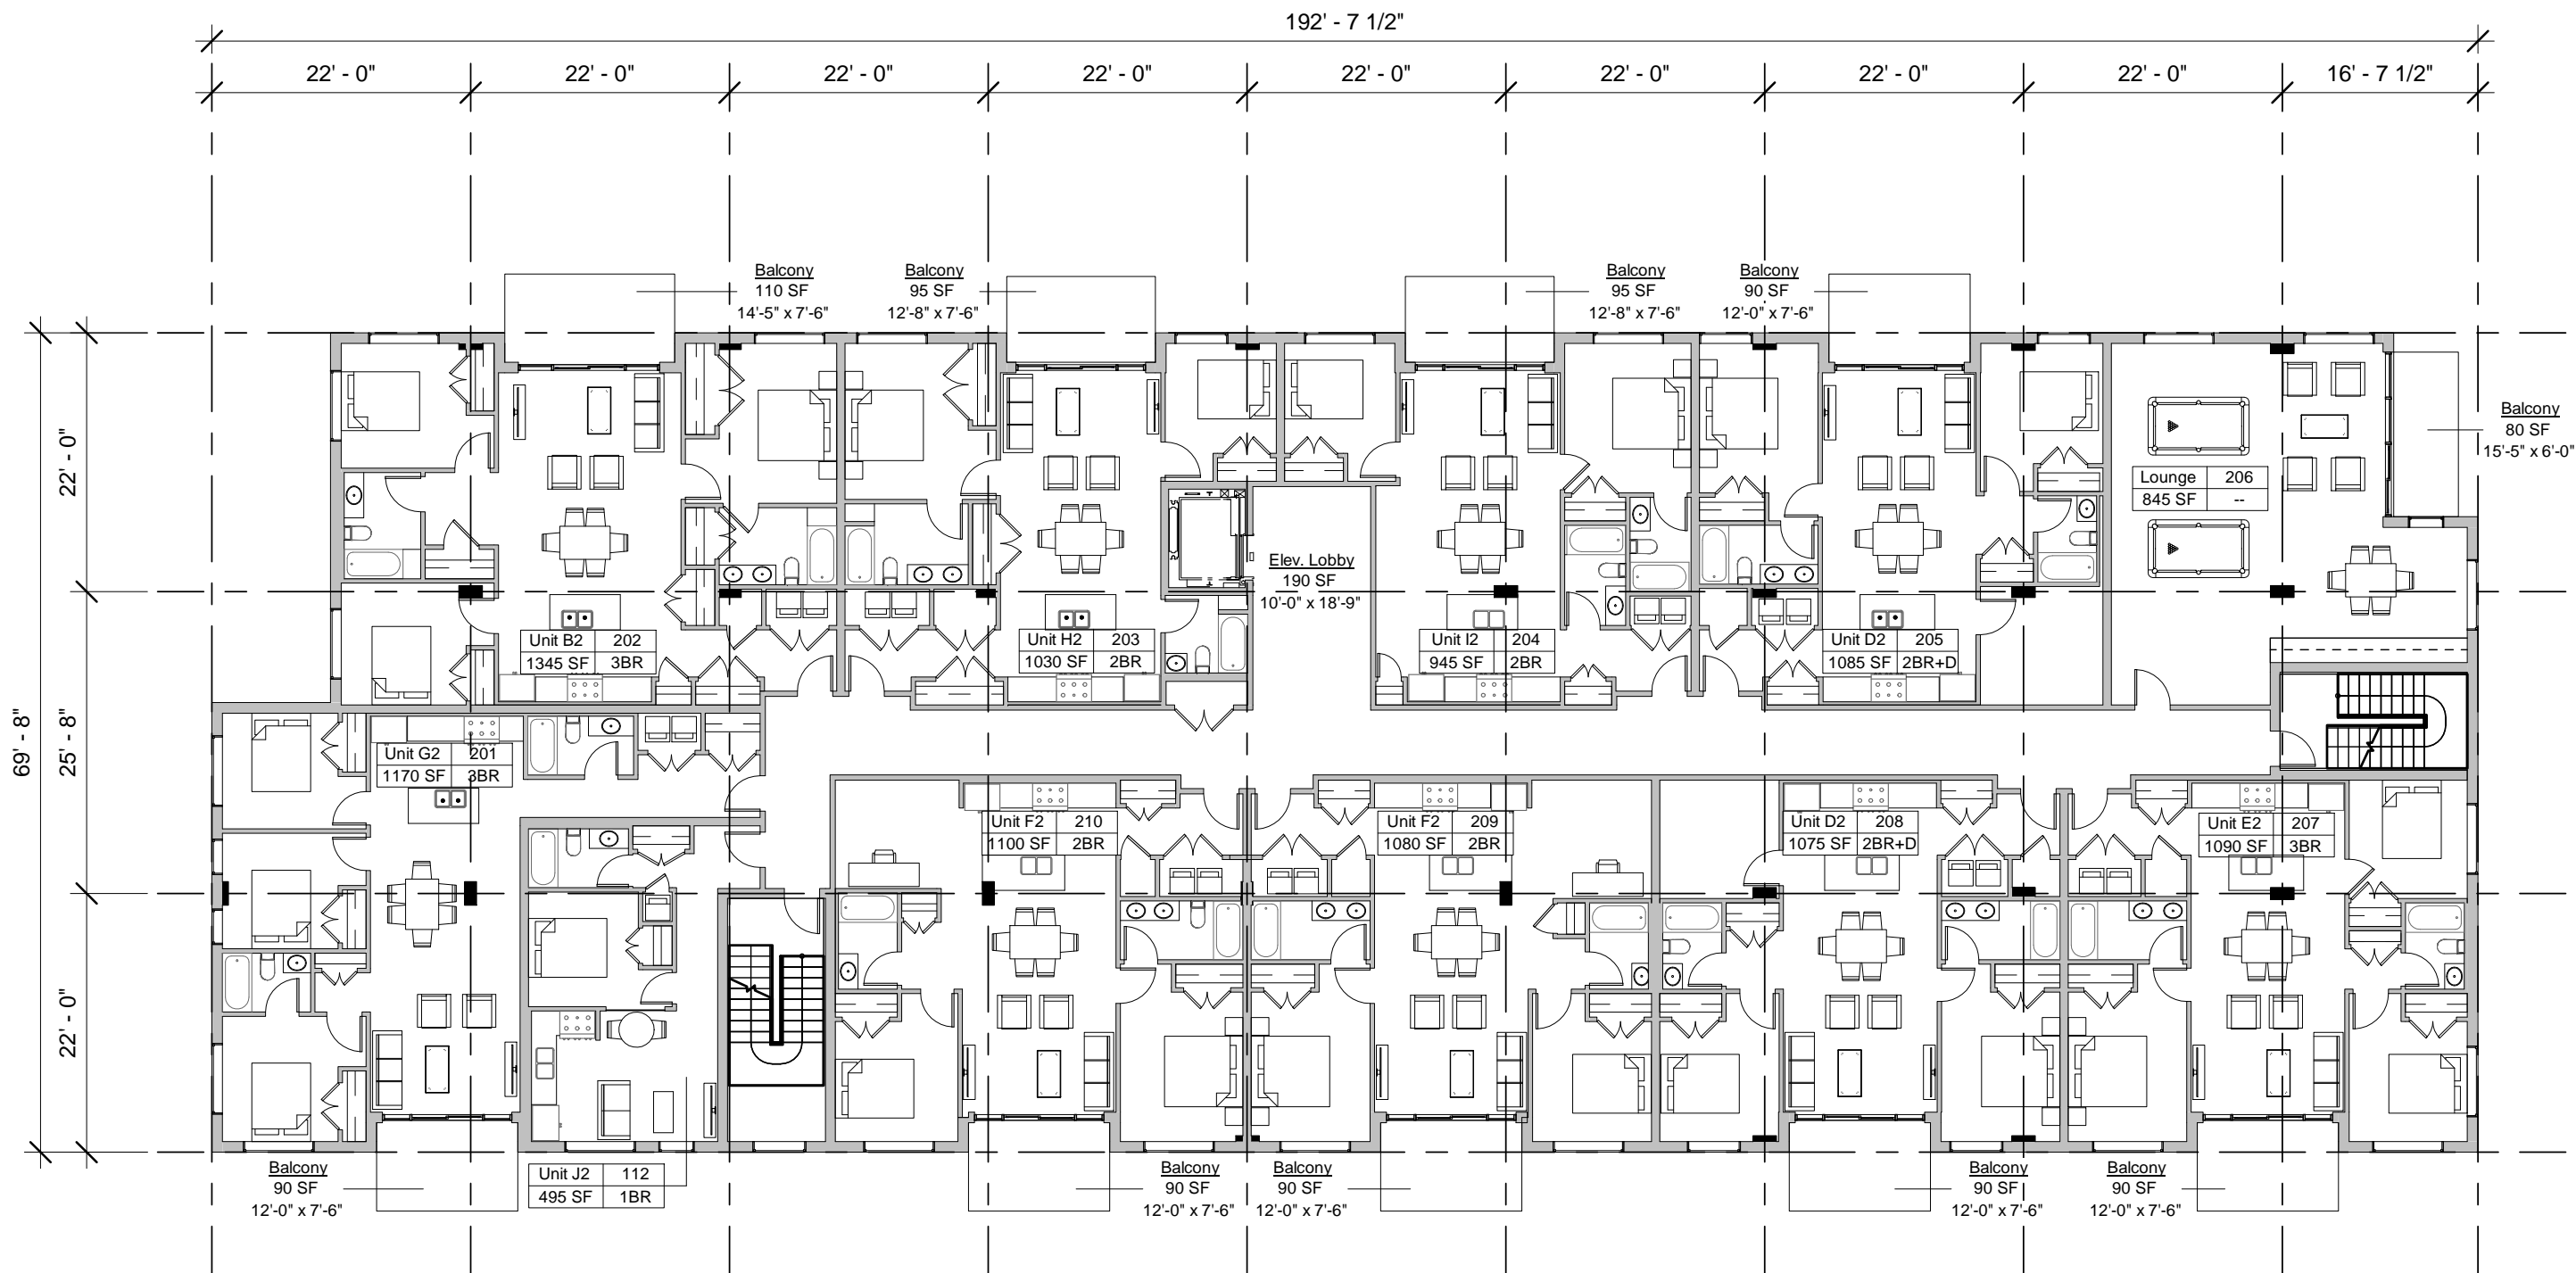 192' - 7 1/2"
22' - 0"
22' - 0"
22' - 0"
22' - 0"
22' - 0"
22' - 0"
22' - 0"
22' - 0"
16' - 7 1/2"
Balcony
110 SF
14'-5" x 7'-6"
Balcony
95 SF
12'-8" x 7'-6"
Balcony
95 SF
12'-8" x 7'-6"
Balcony
90 SF
12'-0" x 7'-6"
Balcony
80 SF
15'-5" x 6'-0"
69' - 8"
22' - 0"
25' - 8"
22' - 0"
Lounge 206
845 SF --
Elev. Lobby
190 SF
10'-0" x 18'-9"
Unit B2 202
1345 SF 3BR
Unit H2 203
1030 SF 2BR
Unit I2 204
945 SF 2BR
Unit D2 205
1085 SF 2BR+D
Unit G2 201
1170 SF 3BR
Unit F2 210
1100 SF 2BR
Unit F2 209
1080 SF 2BR
Unit D2 208
1075 SF 2BR+D
Unit E2 207
1090 SF 3BR
Balcony
90 SF
12'-0" x 7'-6"
Unit J2 112
495 SF 1BR
Balcony
90 SF
12'-0" x 7'-6"
Balcony
90 SF
12'-0" x 7'-6"
Balcony
90 SF
12'-0" x 7'-6"
Balcony
90 SF
12'-0" x 7'-6"